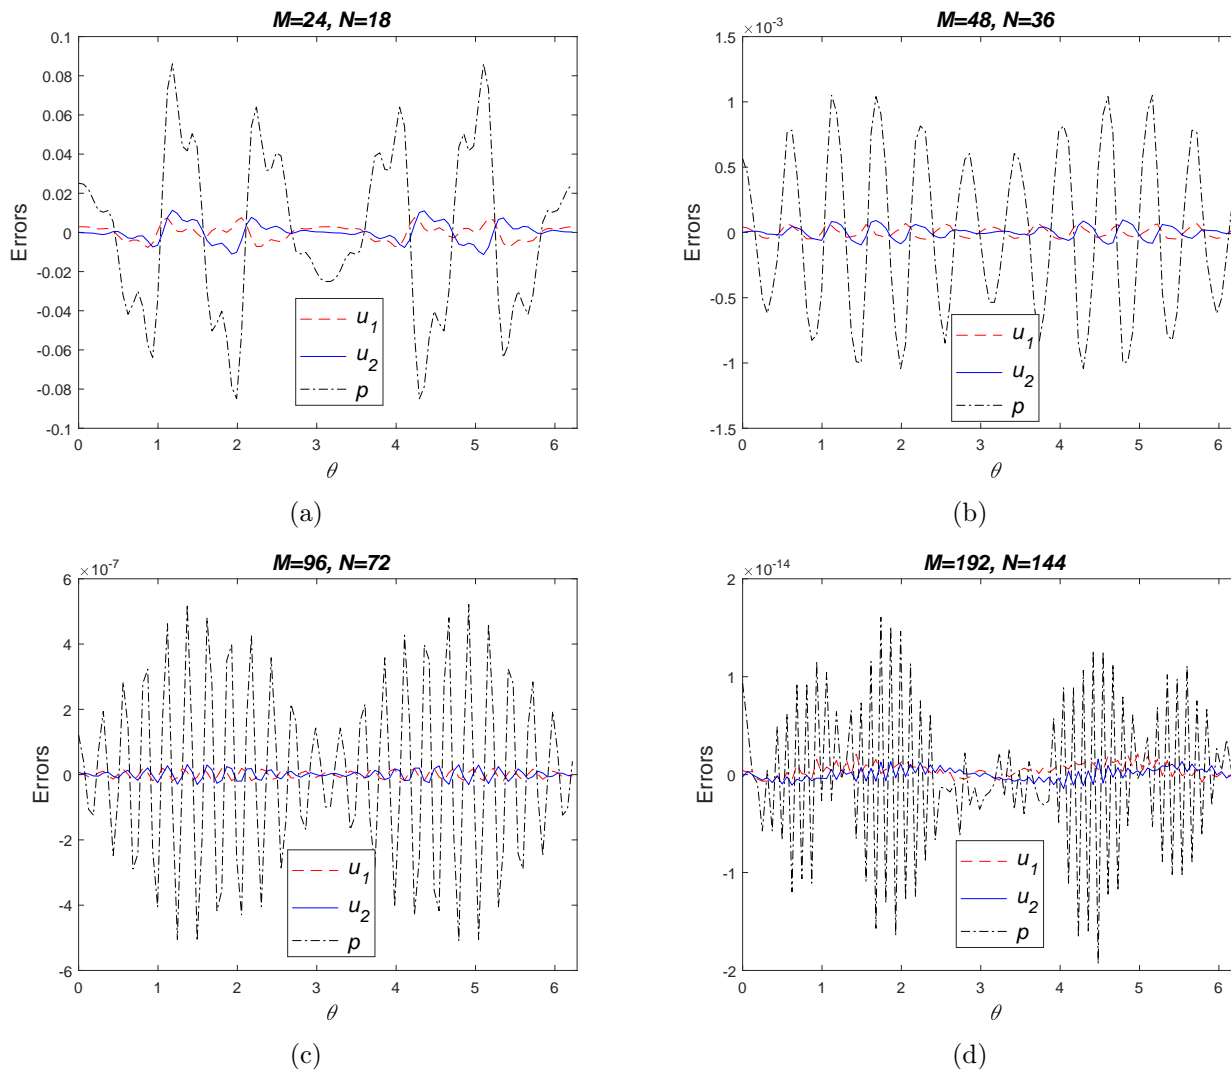 M=24, N=18
0.1
0.08
0.06
0.04
0.02
0
-0.02
-0.04
-0.06
-0.08
-0.1
Errors
0 1 2 3 4 5 6
θ
u1
u2
p
(a)
M=48, N=36
×10-3
1.5
1
0.5
0
-0.5
-1
-1.5
Errors
0 1 2 3 4 5 6
θ
u1
u2
p
(b)
M=96, N=72
×10-7
6
4
2
0
-2
-4
-6
Errors
0 1 2 3 4 5 6
θ
u1
u2
p
(c)
M=192, N=144
×10-14
2
1
0
-1
-2
Errors
0 1 2 3 4 5 6
θ
u1
u2
p
(d)